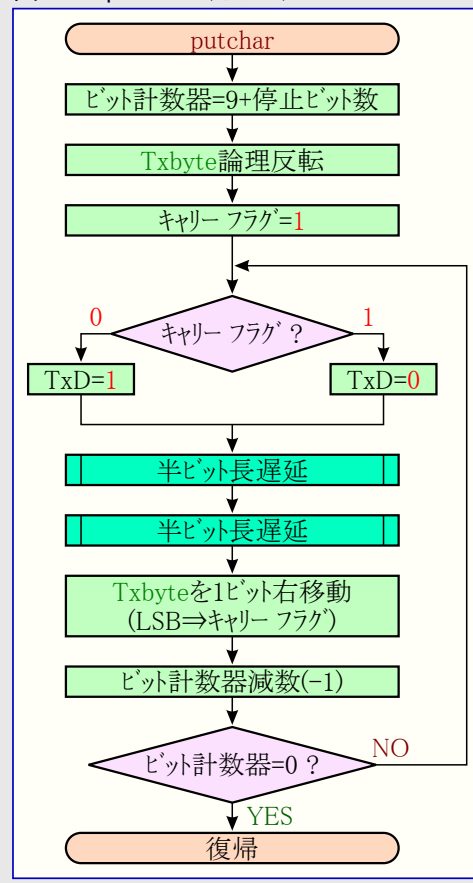 putchar
ﾋﾞｯﾄ計数器=9+停止ﾋﾞｯﾄ数
Txbyte論理反転
ｷｬﾘｰ ﾌﾗｸﾞ=1
ｷｬﾘｰ ﾌﾗｸﾞ ?
0
1
TxD=1
TxD=0
半ﾋﾞｯﾄ長遅延
半ﾋﾞｯﾄ長遅延
Txbyteを1ﾋﾞｯﾄ右移動
(LSB⇒ｷｬﾘｰ ﾌﾗｸﾞ)
ﾋﾞｯﾄ計数器減数(-1)
ﾋﾞｯﾄ計数器=0 ?
NO
YES
復帰